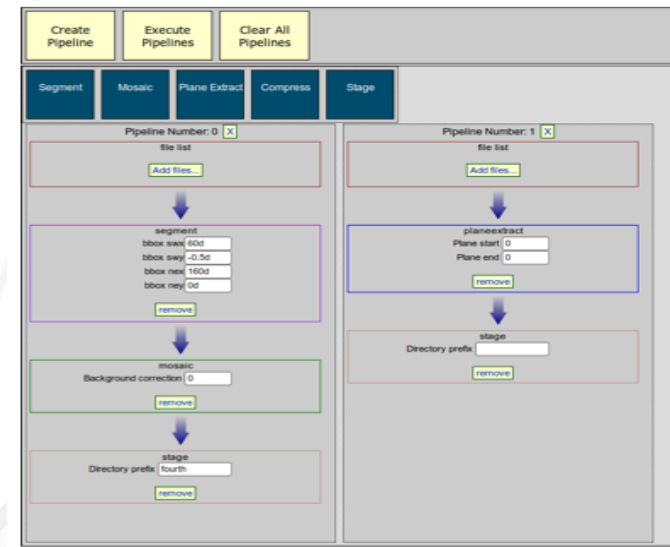 Create Pipeline
Execute Pipelines
Clear All Pipelines
Segment
Mosaic
Plane Extract
Compress
Stage
Pipeline Number: 0 X
file list
Add files...
segment
bbox swx 60d
bbox swy -0.5d
bbox nex 160d
bbox ney 0d
remove
mosaic
Background correction 0
remove
stage
Directory prefix fourth
remove
Pipeline Number: 1 X
file list
Add files...
planeextract
Plane start 0
Plane end 0
remove
stage
Directory prefix
remove